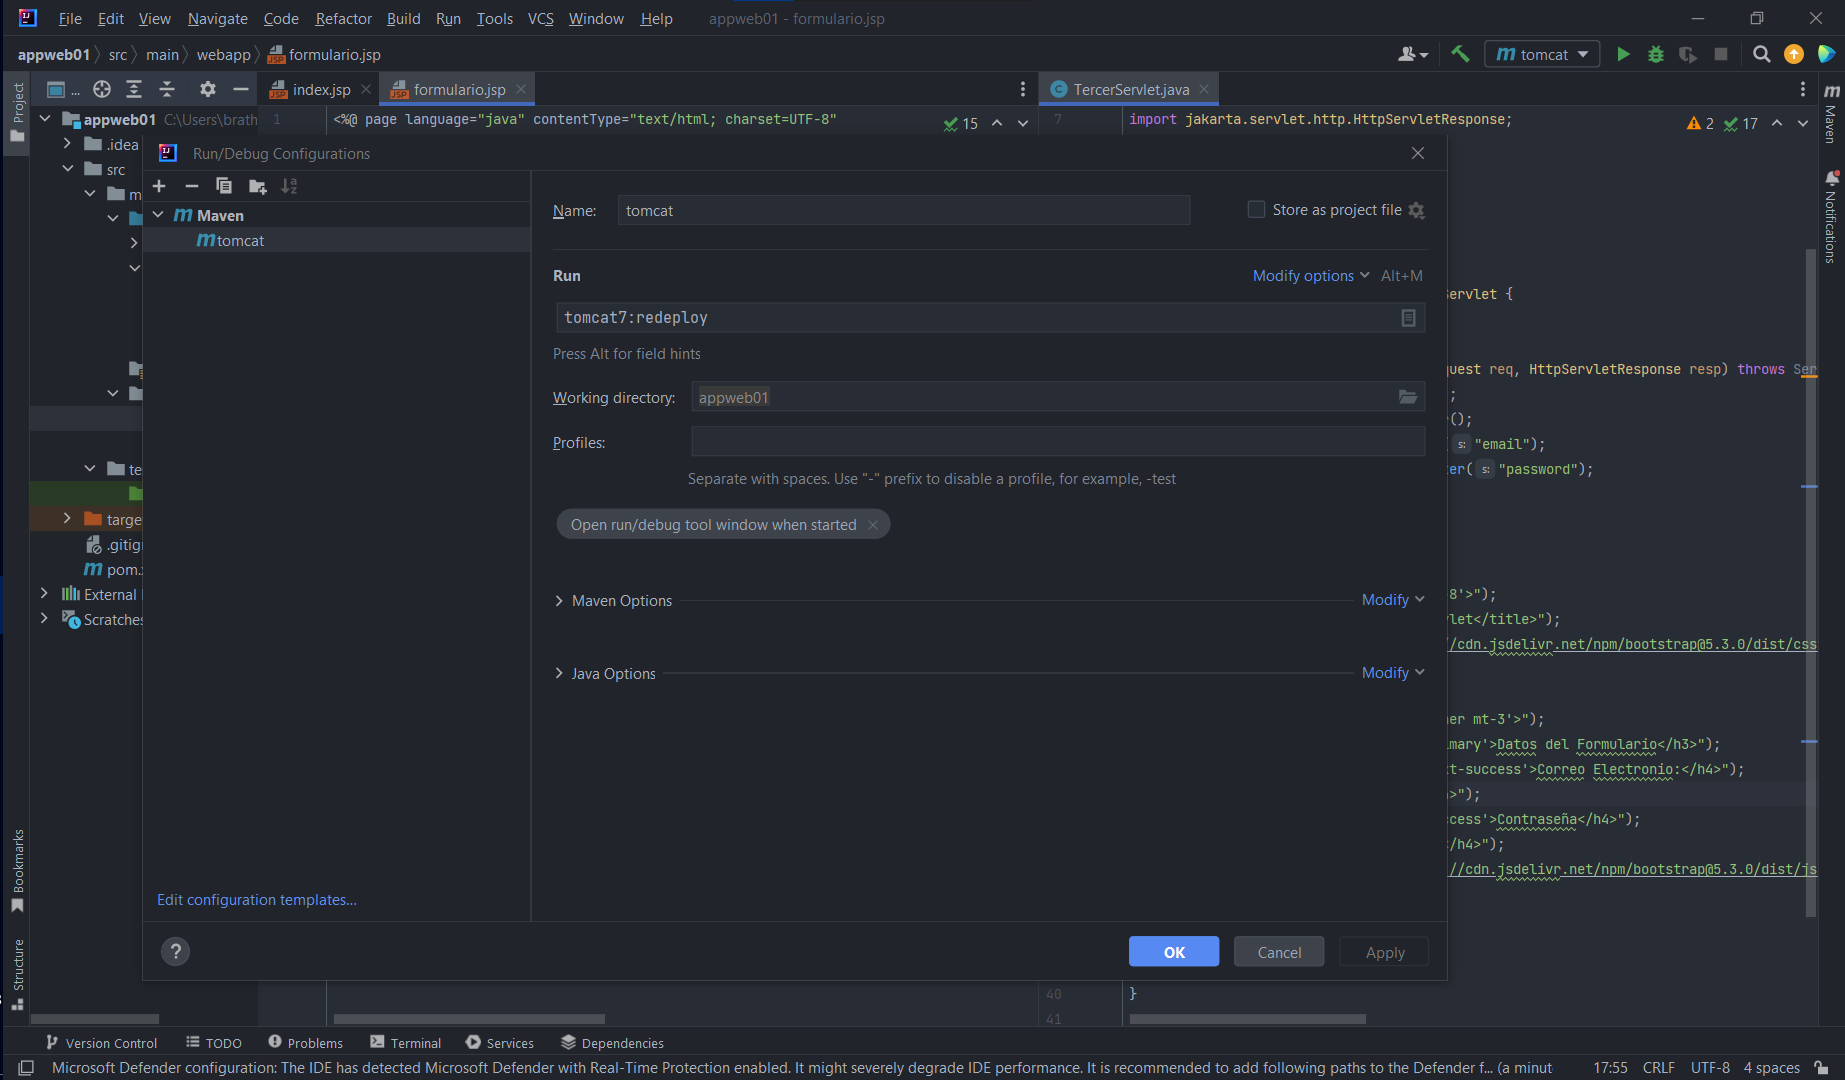 File Edit View Navigate Code Refactor Build Run Tools VCS Window Help appweb01 - formulario.jsp
appweb01 src main webapp formulario.jsp
tomcat
Project
... index.jsp formulario.jsp TercerServlet.java
appweb01 C:\Users\brath
1 <%@ page language="java" contentType="text/html; charset=UTF-8" 15
7 import jakarta.servlet.http.HttpServletResponse; 2 17
Maven
Notifications
.idea
src
m
te
targe
.gitig
pom.
External
Scratches
Run/Debug Configurations
Maven
tomcat
Name: tomcat Store as project file
Run Modify options Alt+M
tomcat7:redeploy
Press Alt for field hints
Working directory: appweb01
Profiles:
Separate with spaces. Use "-" prefix to disable a profile, for example, -test
Open run/debug tool window when started
Maven Options Modify
Java Options Modify
Edit configuration templates...
? OK Cancel Apply
Servlet {
quest req, HttpServletResponse resp) throws Ser
;
();
s: "email");
er( s: "password");
8'>");
let</title>");
//cdn.jsdelivr.net/npm/bootstrap@5.3.0/dist/css
er mt-3'>");
mary'>Datos del Formulario</h3>");
t-success'>Correo Electronio:</h4>");
>");
cess'>Contraseña</h4>");
/h4>");
//cdn.jsdelivr.net/npm/bootstrap@5.3.0/dist/js
40 }
41
Bookmarks
Structure
Version Control TODO Problems Terminal Services Dependencies
Microsoft Defender configuration: The IDE has detected Microsoft Defender with Real-Time Protection enabled. It might severely degrade IDE performance. It is recommended to add following paths to the Defender f... (a minut 17:55 CRLF UTF-8 4 spaces